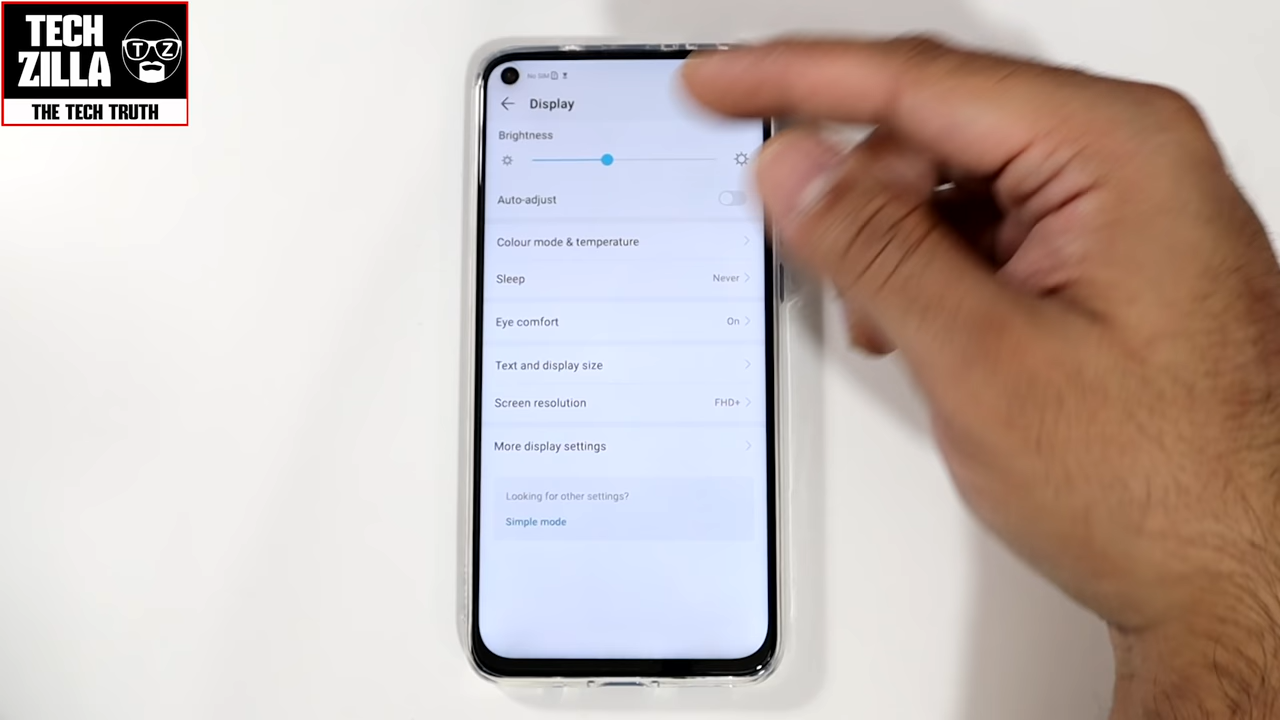 TECH
ZILLA
T Z
THE TECH TRUTH
No SIM
Display
Brightness
Auto-adjust
Colour mode & temperature
Sleep Never
Eye comfort On
Text and display size
Screen resolution FHD+
More display settings
Looking for other settings?
Simple mode